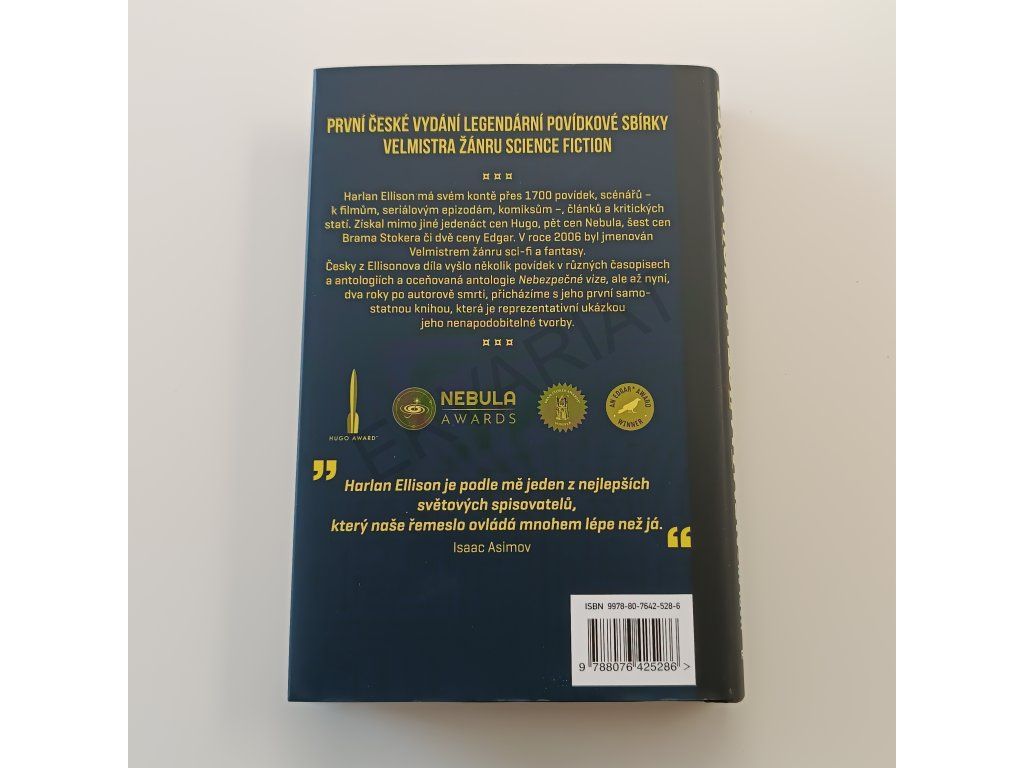 PRVNÍ ČESKÉ VYDÁNÍ LEGENDÁRNÍ POVÍDKOVÉ SBÍRKY
VELMISTRA ŽÁNRU SCIENCE FICTION
Harlan Ellison má svém kontě přes 1700 povídek, scénářů –
k filmům, seriálovým epizodám, komiksům –, článků a kritických
statí. Získal mimo jiné jedenáct cen Hugo, pět cen Nebula, šest cen
Brama Stokera či dvě ceny Edgar. V roce 2006 byl jmenován
Velmistrem žánru sci-fi a fantasy.
Česky z Ellisonova díla vyšlo několik povídek v různých časopisech
a antologiích a oceňovaná antologie Nebezpečné vize, ale až nyní,
dva roky po autorově smrti, přicházíme s jeho první samo-
statnou knihou, která je reprezentativní ukázkou
jeho nenapodobitelné tvorby.
HUGO AWARD™
NEBULA
AWARDS
AN EDGAR® AWARD
WINNER
„Harlan Ellison je podle mě jeden z nejlepších
světových spisovatelů,
který naše řemeslo ovládá mnohem lépe než já.“
Isaac Asimov
ISBN 9978-80-7642-528-6
9 788076 425286 >